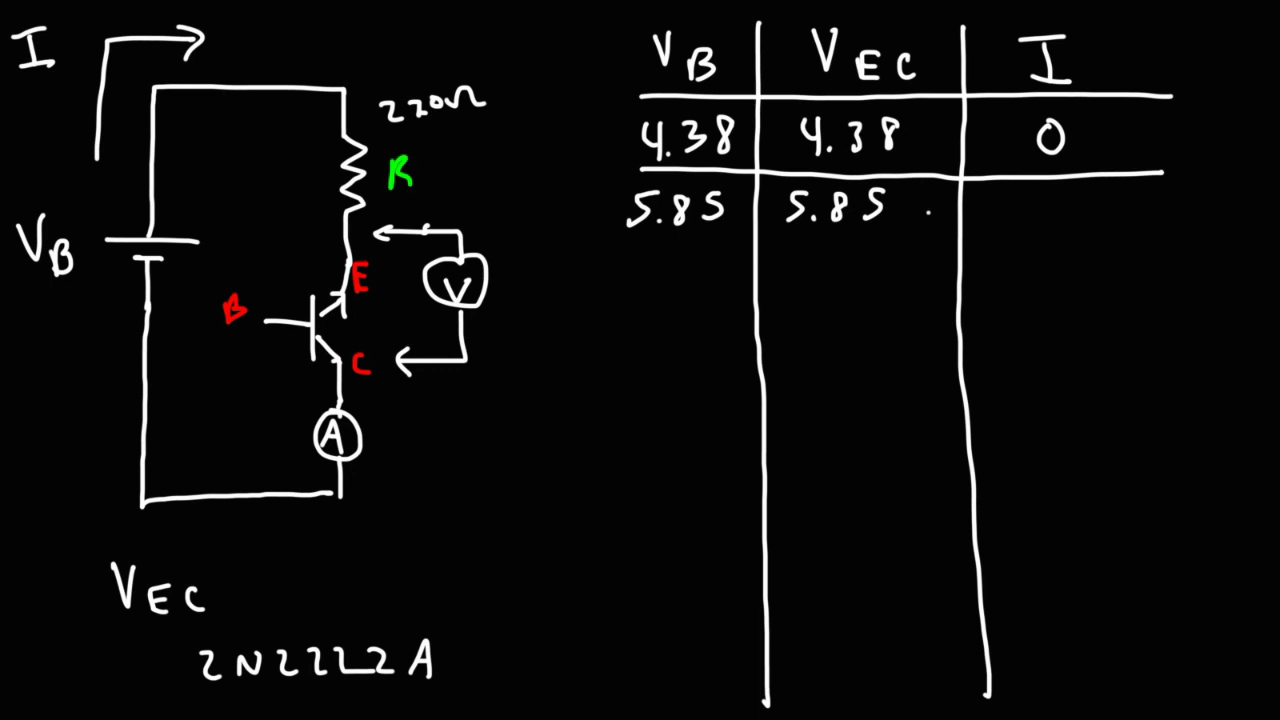 I
220Ω
R
V_B
E
V
B
C
A
V_EC
2N2222A
V_B V_EC I
4.38 4.38 0
5.85 5.85 .